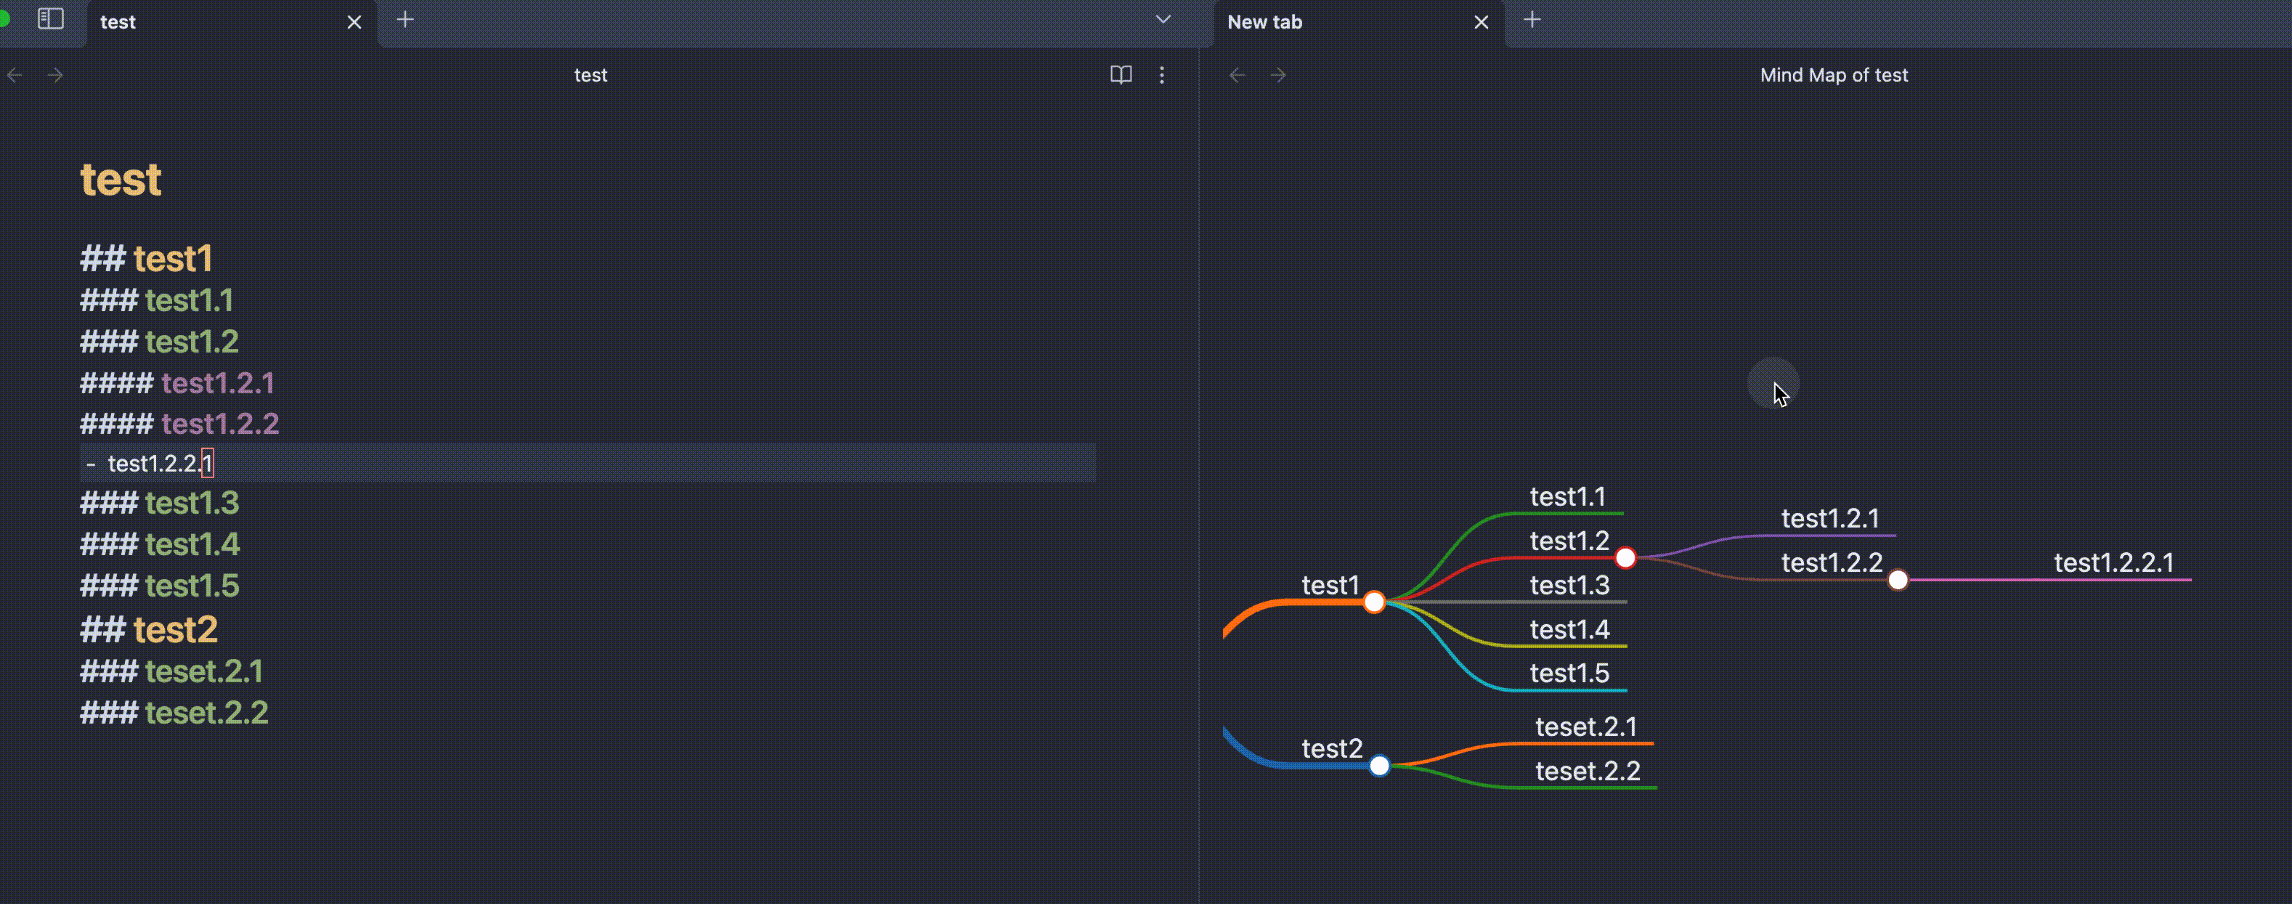 test
New tab
test
Mind Map of test
test
## test1
### test1.1
### test1.2
#### test1.2.1
#### test1.2.2
- test1.2.2.1
### test1.3
### test1.4
### test1.5
## test2
### teset.2.1
### teset.2.2
test1
test1.1
test1.2
test1.2.1
test1.2.2
test1.2.2.1
test1.3
test1.4
test1.5
test2
teset.2.1
teset.2.2